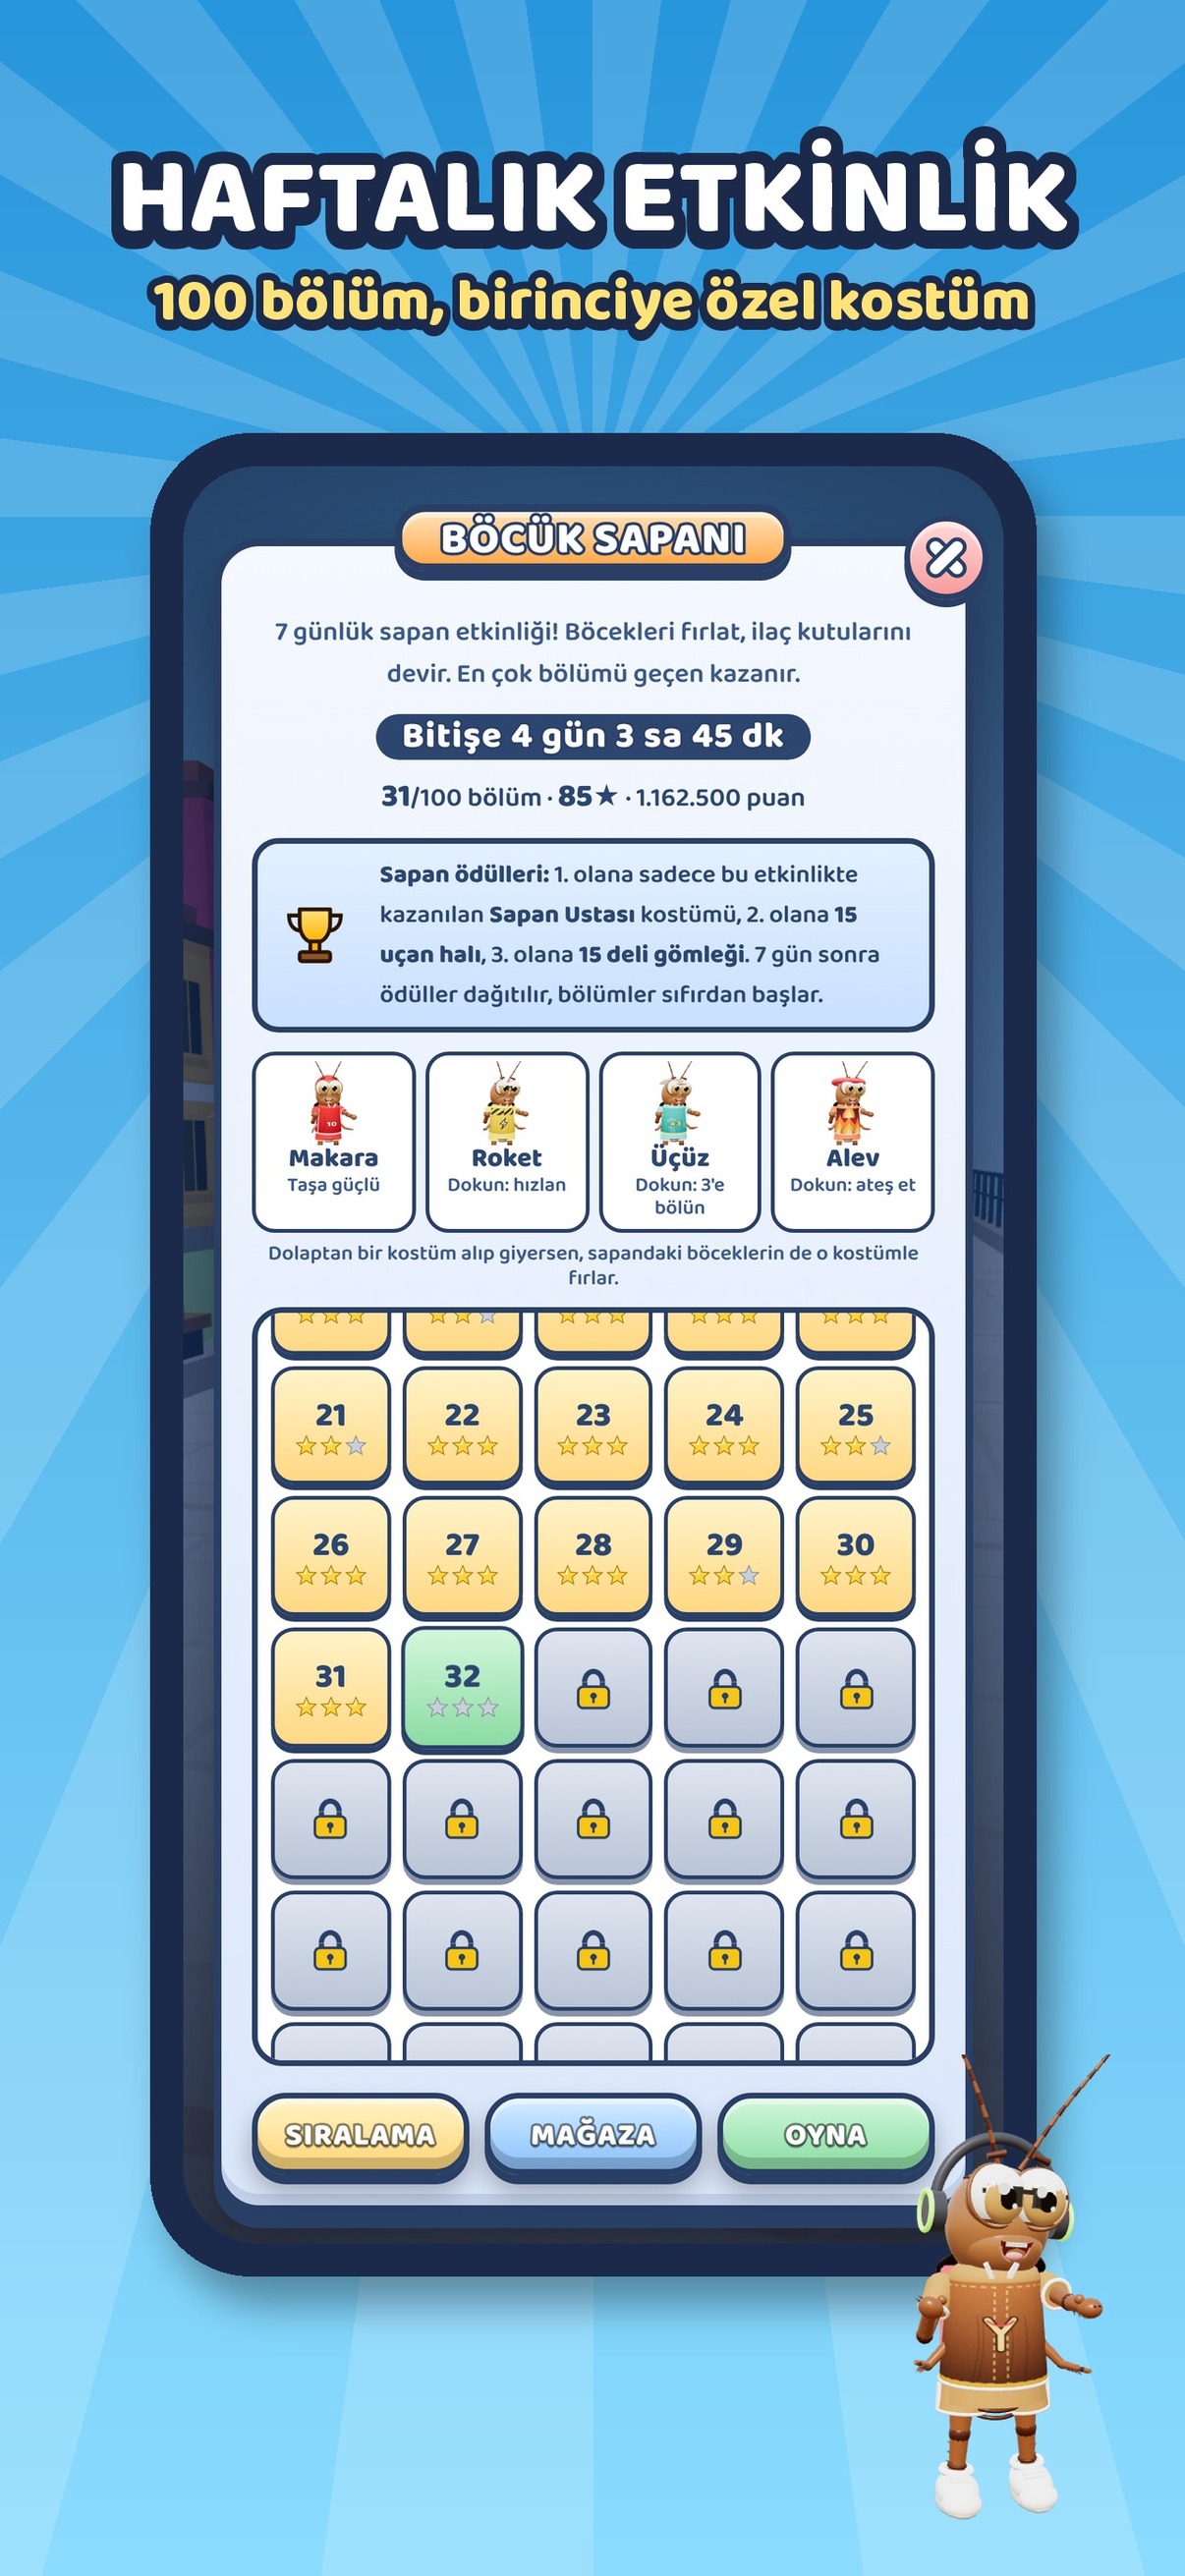 HAFTALIK ETKİNLİK
100 bölüm, birinciye özel kostüm
BÖCÜK SAPANI
7 günlük sapan etkinliği! Böcekleri fırlat, ilaç kutularını
devir. En çok bölümü geçen kazanır.
Bitişe 4 gün 3 sa 45 dk
31/100 bölüm · 85★ · 1.162.500 puan
Sapan ödülleri: 1. olana sadece bu etkinlikte
kazanılan Sapan Ustası kostümü, 2. olana 15
uçan halı, 3. olana 15 deli gömleği. 7 gün sonra
ödüller dağıtılır, bölümler sıfırdan başlar.
10
Makara
Taşa güçlü
Roket
Dokun: hızlan
Üçüz
Dokun: 3'e
bölün
Alev
Dokun: ateş et
Dolaptan bir kostüm alıp giyersen, sapandaki böceklerin de o kostümle
fırlar.
21 22 23 24 25
26 27 28 29 30
31 32
SIRALAMA MAĞAZA OYNA